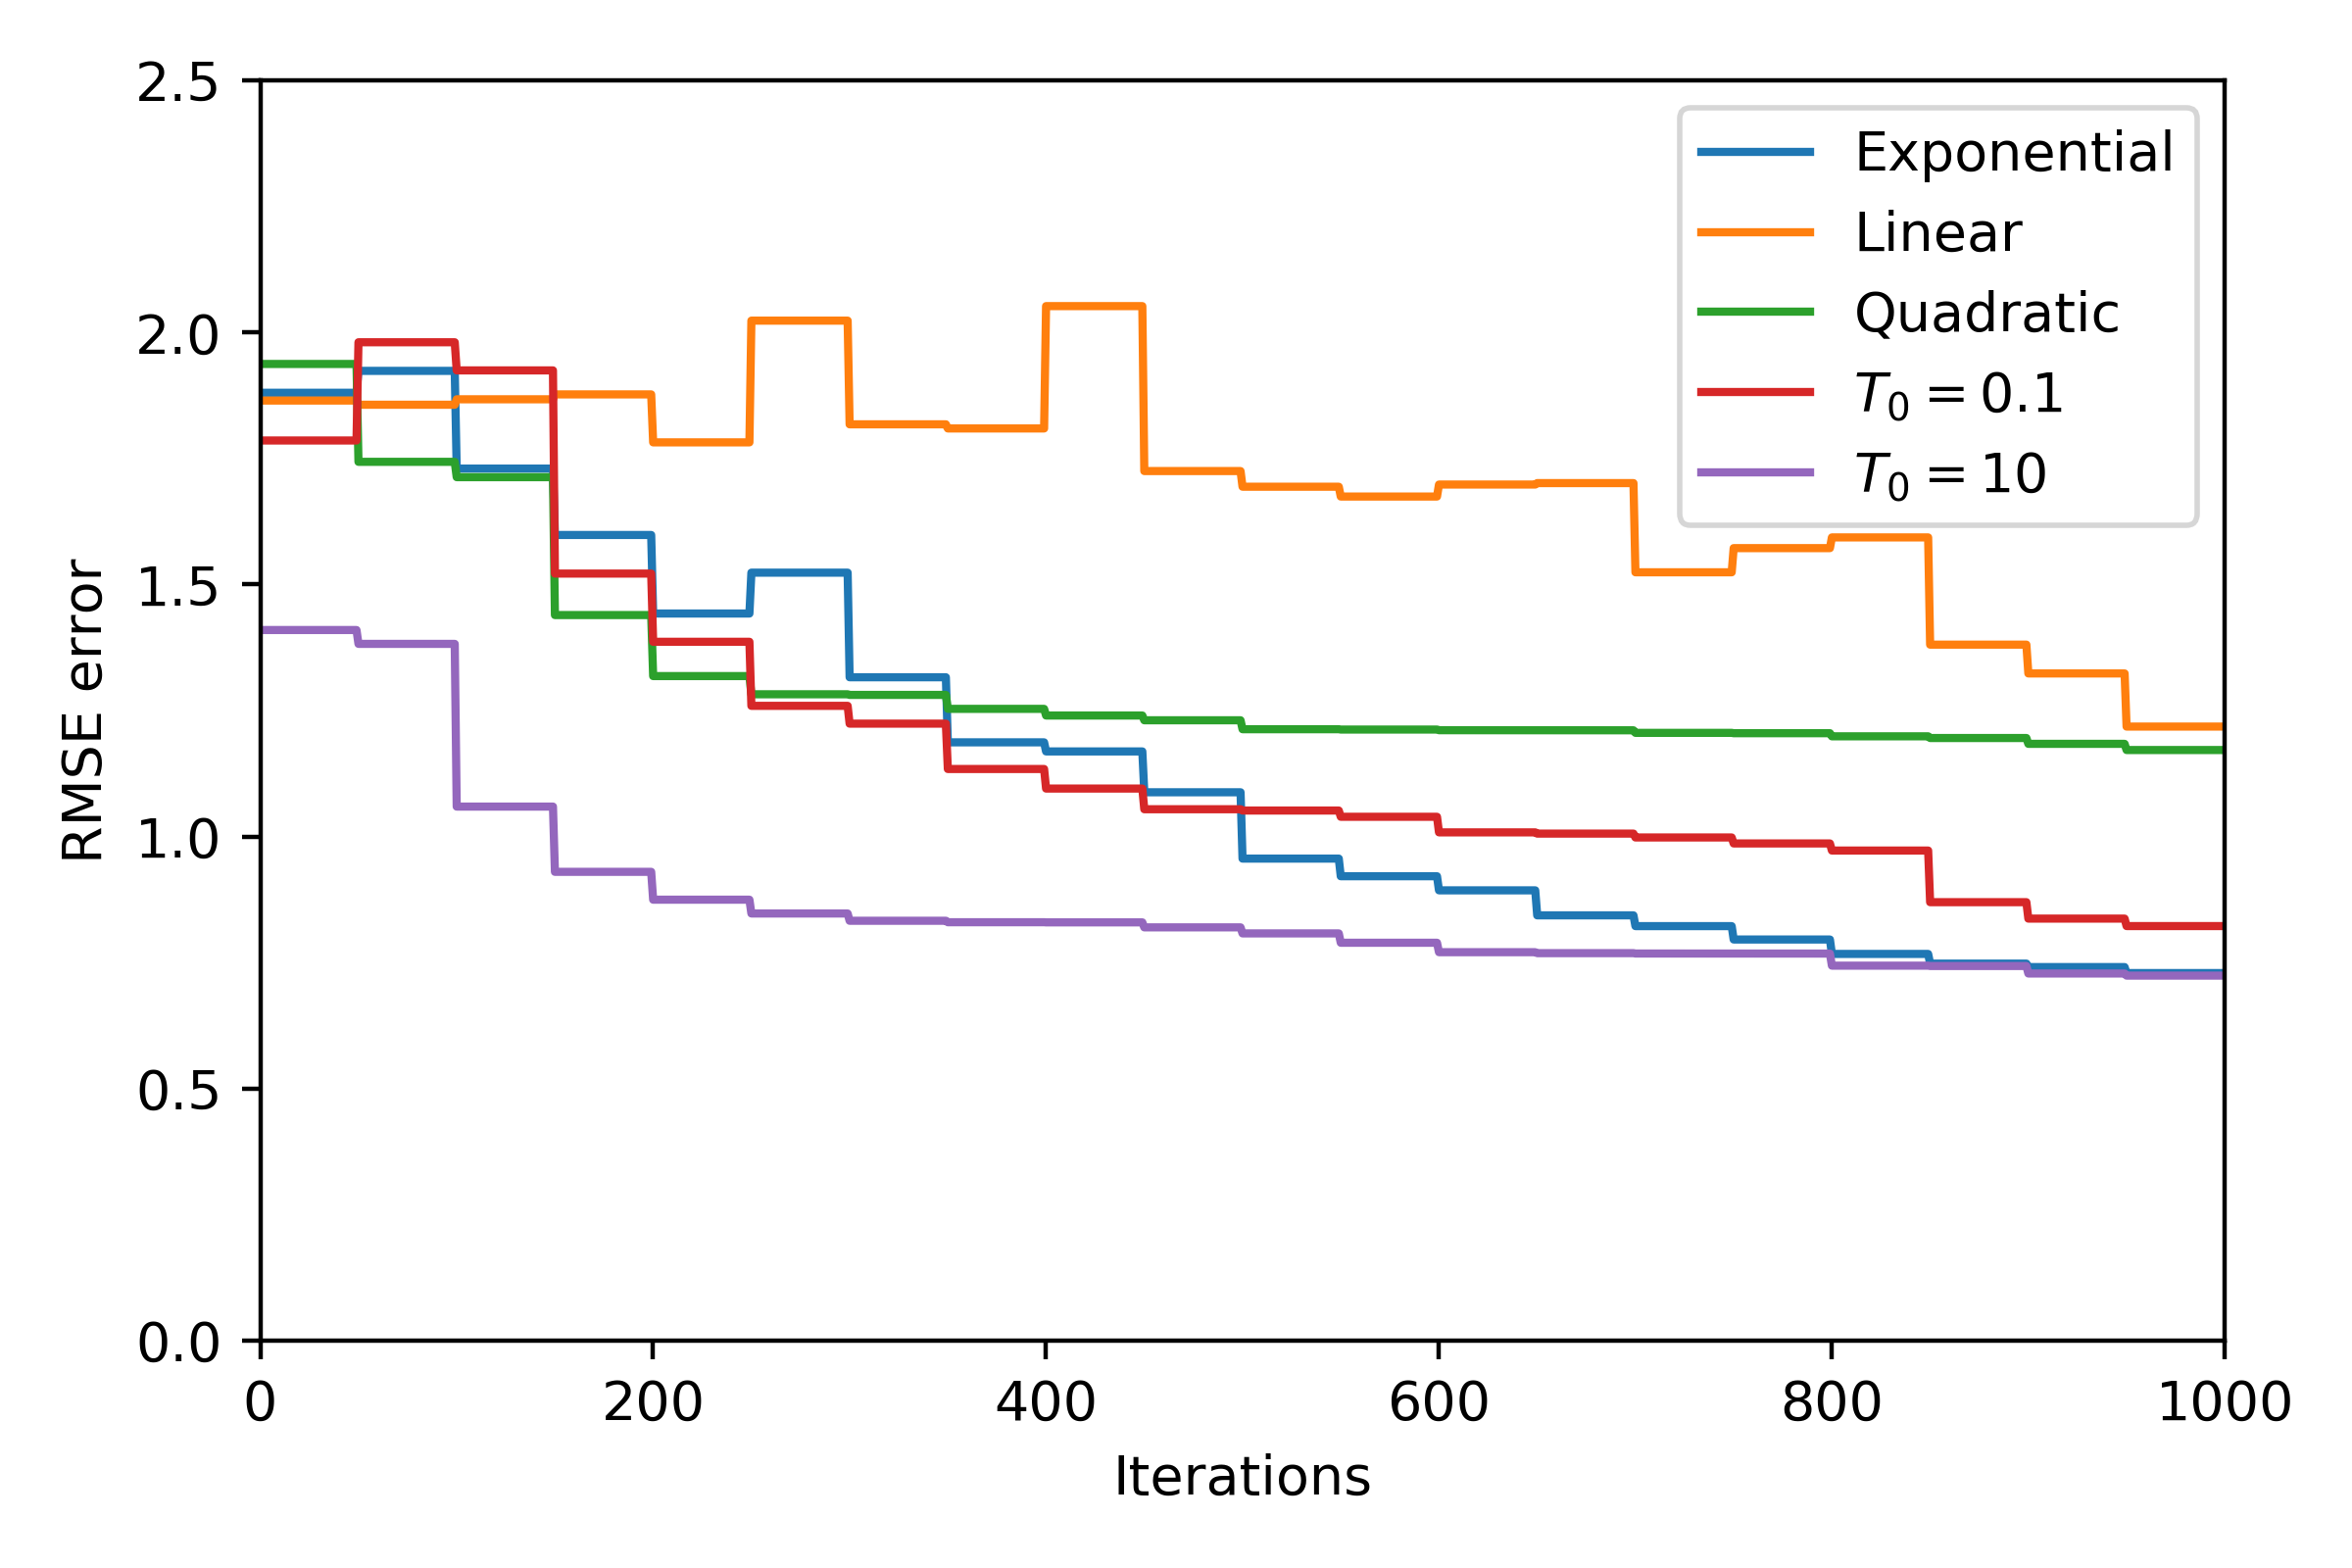 2.5
2.0
1.5
1.0
0.5
0.0
RMSE error
0 200 400 600 800 1000
Iterations
Exponential
Linear
Quadratic
T₀ = 0.1
T₀ = 10